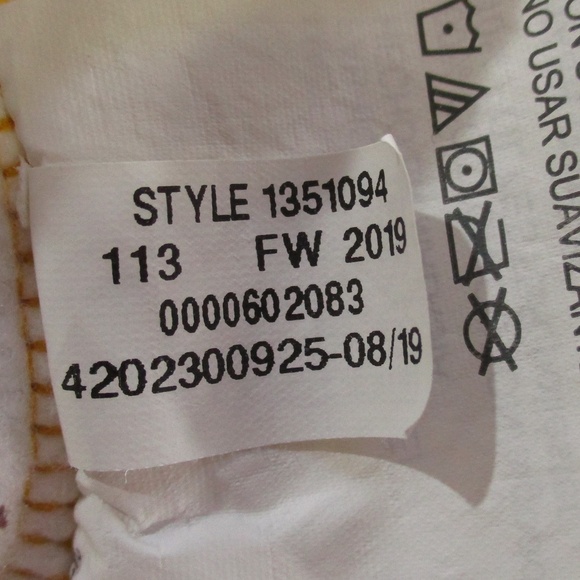 STYLE 1351094
113 FW 2019
0000602083
4202300925-08/19
NO USAR